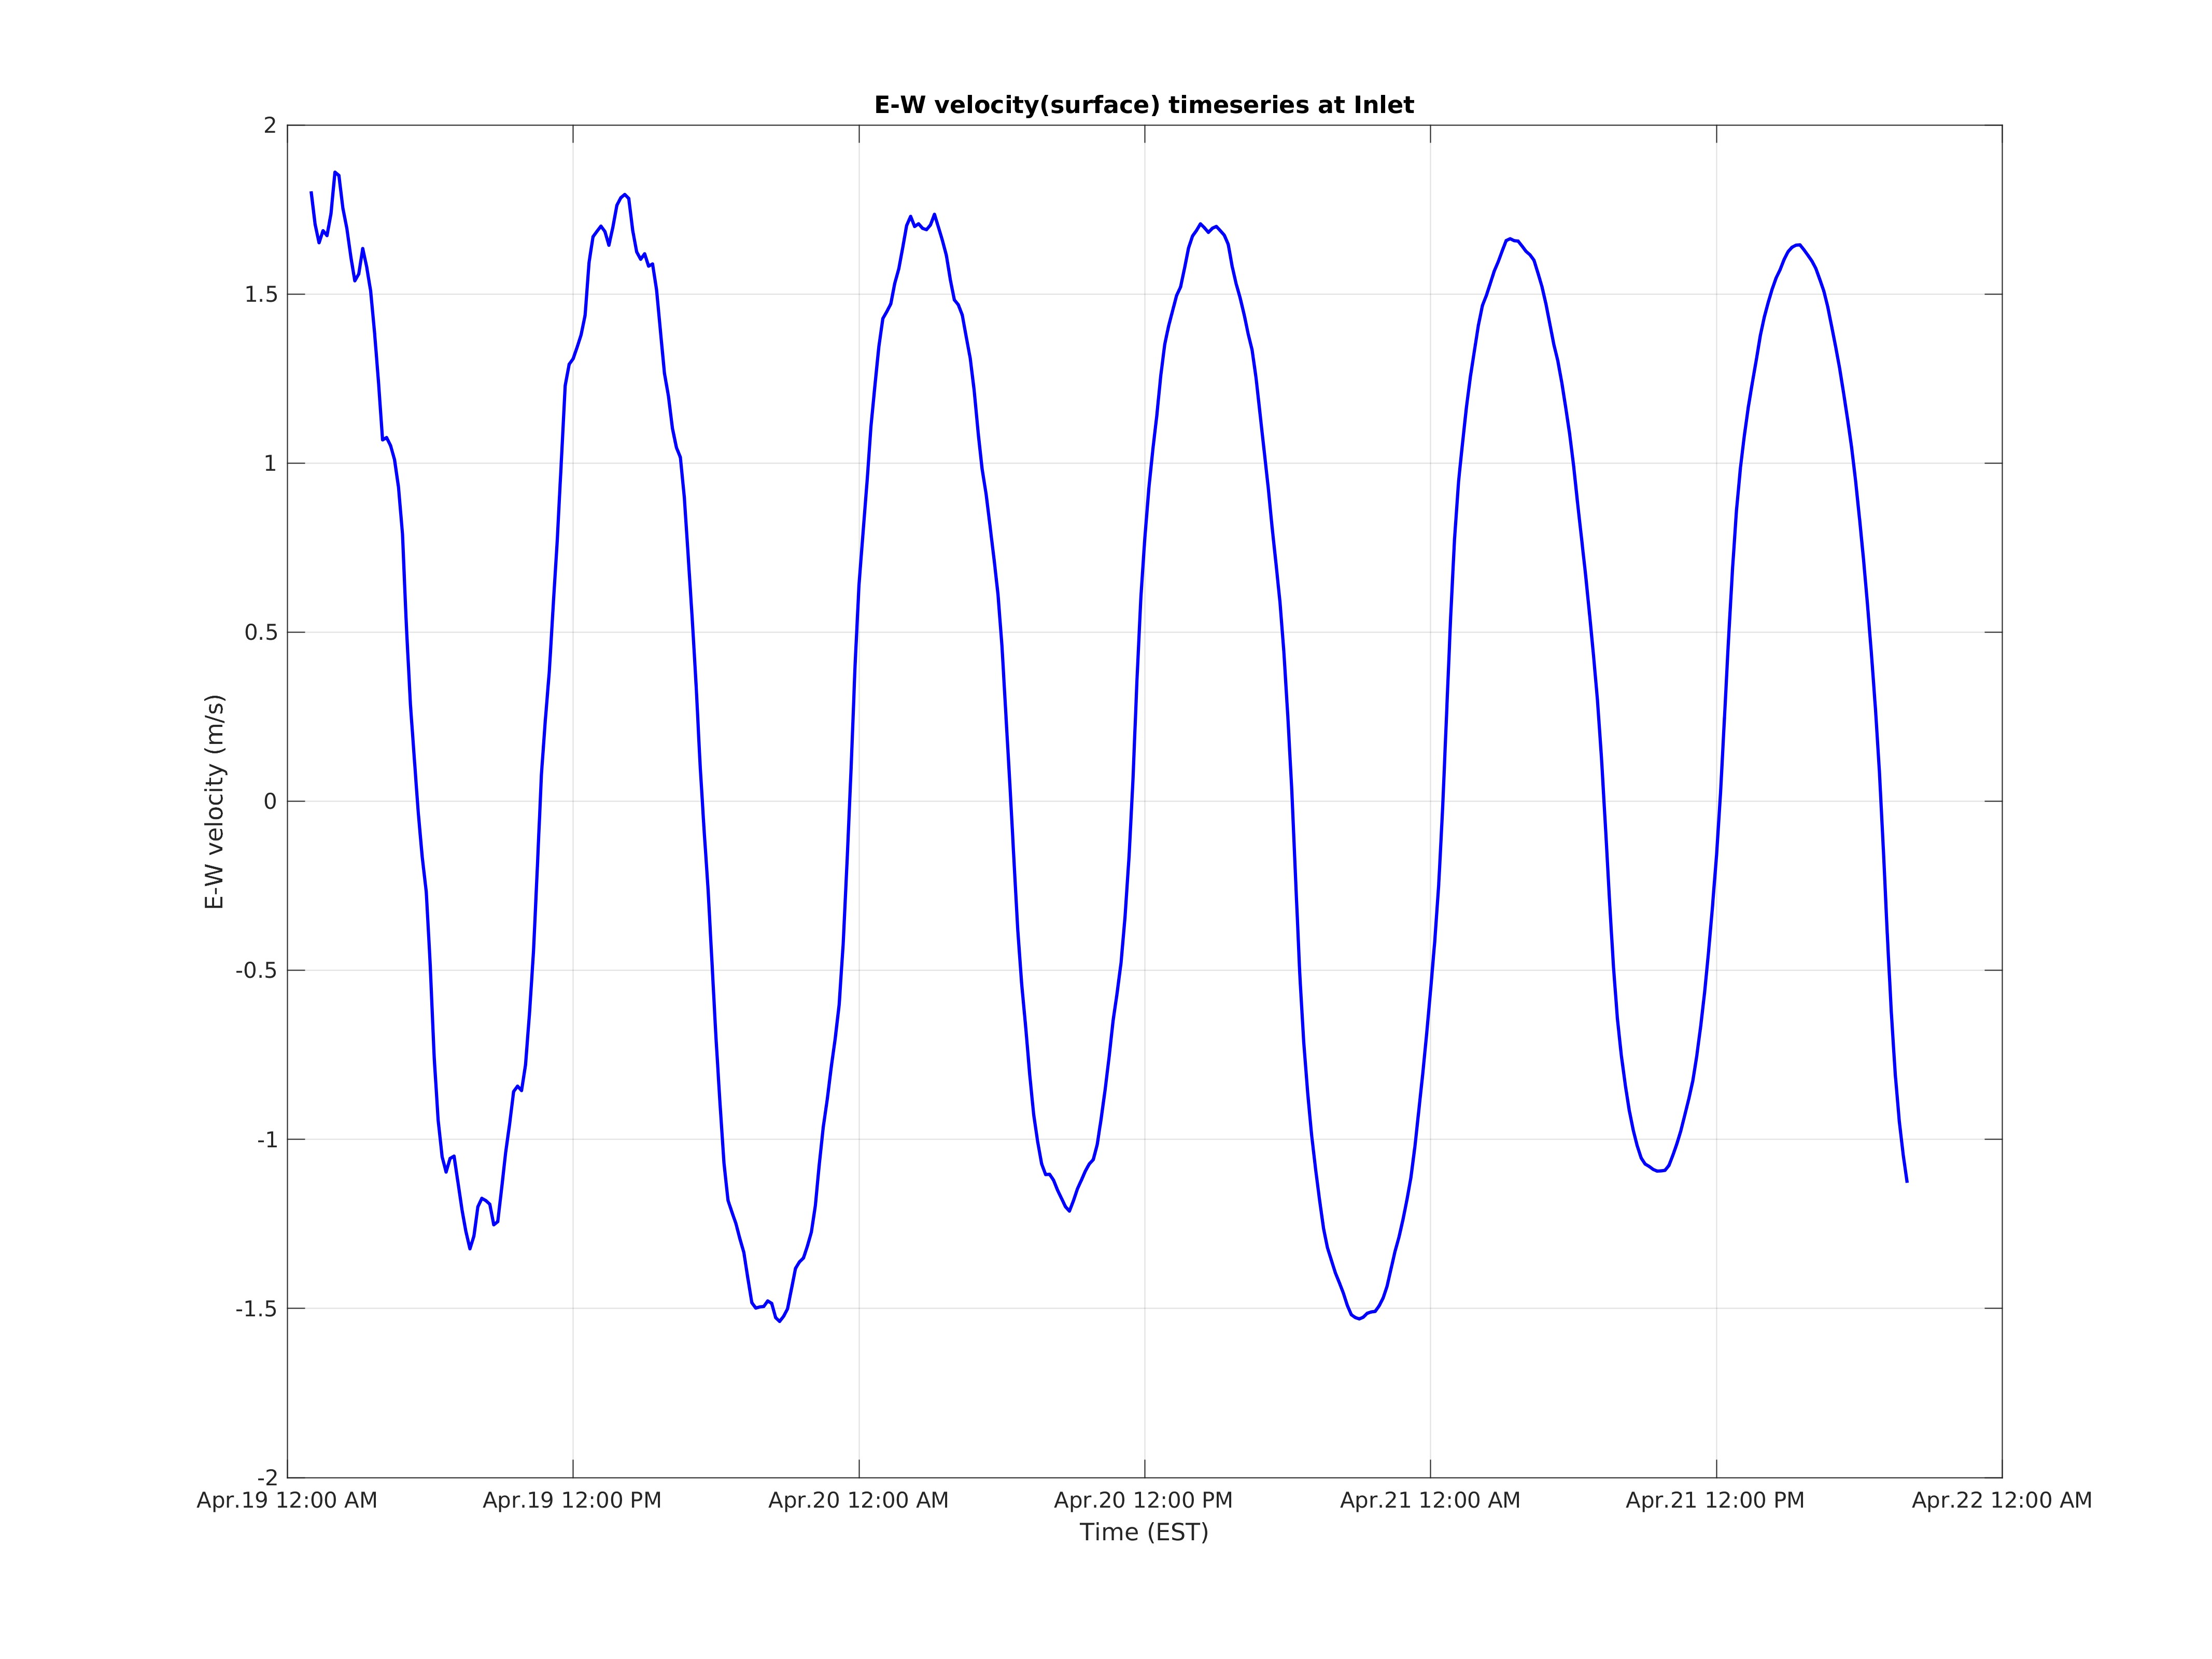 E-W velocity(surface) timeseries at Inlet
2
1.5
1
0.5
0
-0.5
-1
-1.5
-2
E-W velocity (m/s)
Apr.19 12:00 AM Apr.19 12:00 PM Apr.20 12:00 AM Apr.20 12:00 PM Apr.21 12:00 AM Apr.21 12:00 PM Apr.22 12:00 AM
Time (EST)